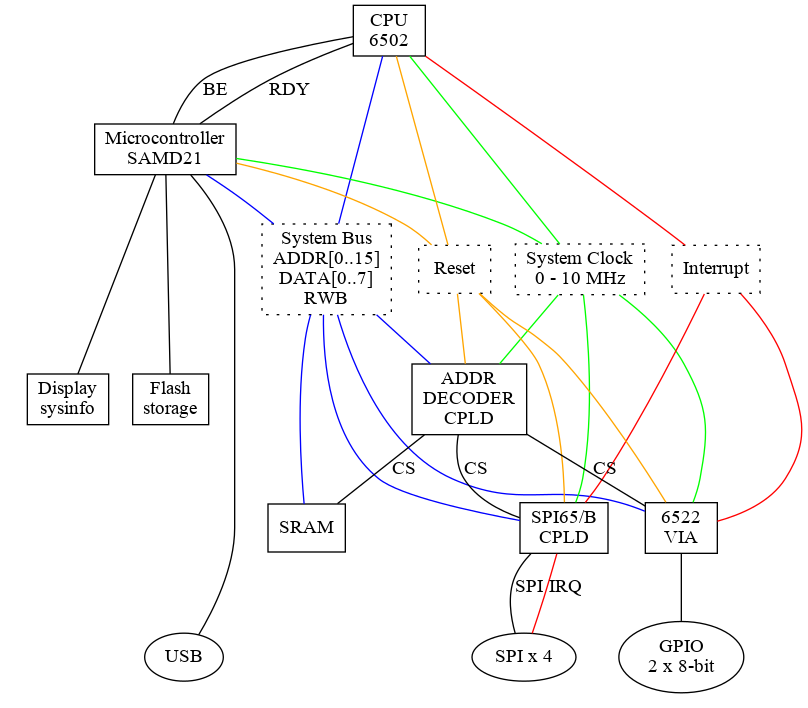 CPU
6502
BE
RDY
Microcontroller
SAMD21
System Bus
ADDR[0..15]
DATA[0..7]
RWB
Reset
System Clock
0 - 10 MHz
Interrupt
Display
sysinfo
Flash
storage
ADDR
DECODER
CPLD
CS
CS
CS
SRAM
SPI65/B
CPLD
6522
VIA
SPI
IRQ
USB
SPI x 4
GPIO
2 x 8-bit